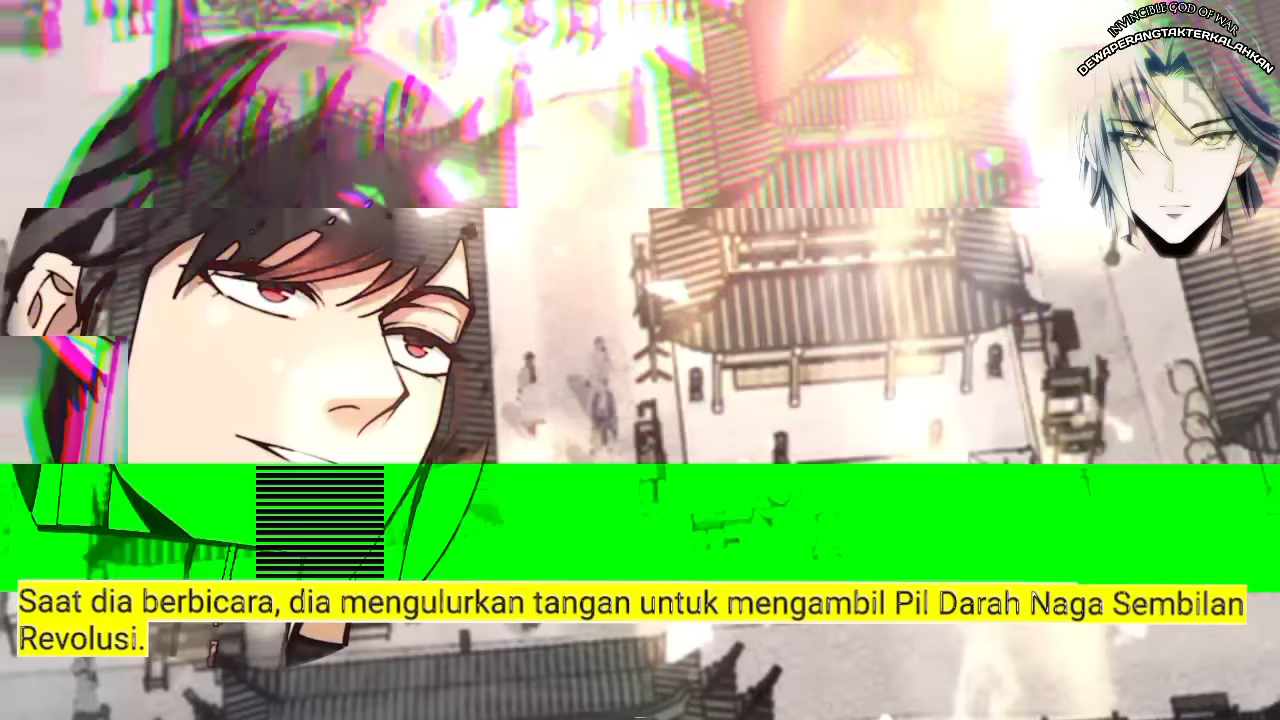 INVINCIBLE GOD OF WAR
DEWAPERANGTAKTERKALAHKAN
Saat dia berbicara, dia mengulurkan tangan untuk mengambil Pil Darah Naga Sembilan
Revolusi.